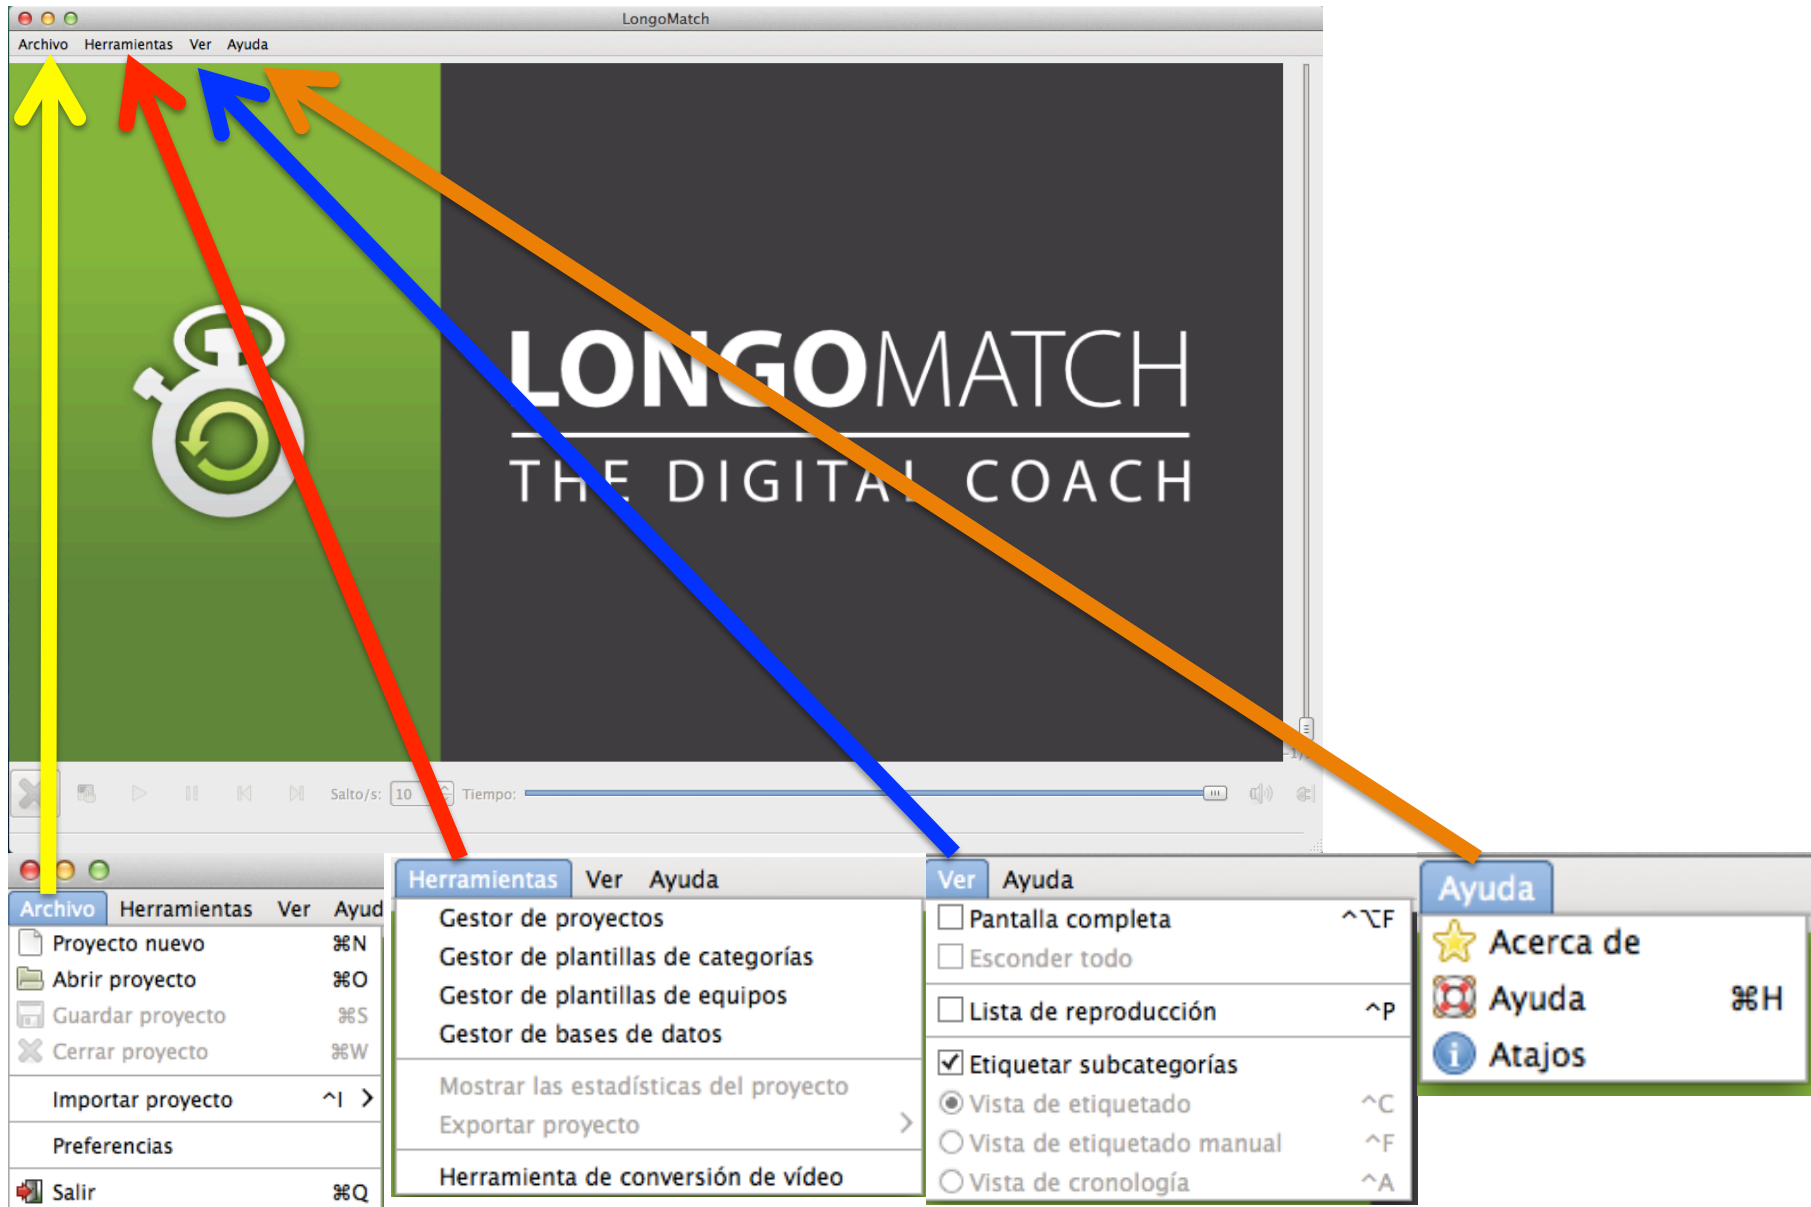 LongoMatch
Archivo Herramientas Ver Ayuda
LONGOMATCH
THE DIGITAL COACH
Salto/s: 10 Tiempo:
Archivo Herramientas Ver Ayud
Proyecto nuevo ⌘N
Abrir proyecto ⌘O
Guardar proyecto ⌘S
Cerrar proyecto ⌘W
Importar proyecto ^I >
Preferencias
Salir ⌘Q
Herramientas Ver Ayuda
Gestor de proyectos
Gestor de plantillas de categorías
Gestor de plantillas de equipos
Gestor de bases de datos
Mostrar las estadísticas del proyecto
Exportar proyecto >
Herramienta de conversión de vídeo
Ver Ayuda
Pantalla completa ^⌥F
Esconder todo
Lista de reproducción ^P
Etiquetar subcategorías
Vista de etiquetado ^C
Vista de etiquetado manual ^F
Vista de cronología ^A
Ayuda
Acerca de
Ayuda ⌘H
Atajos